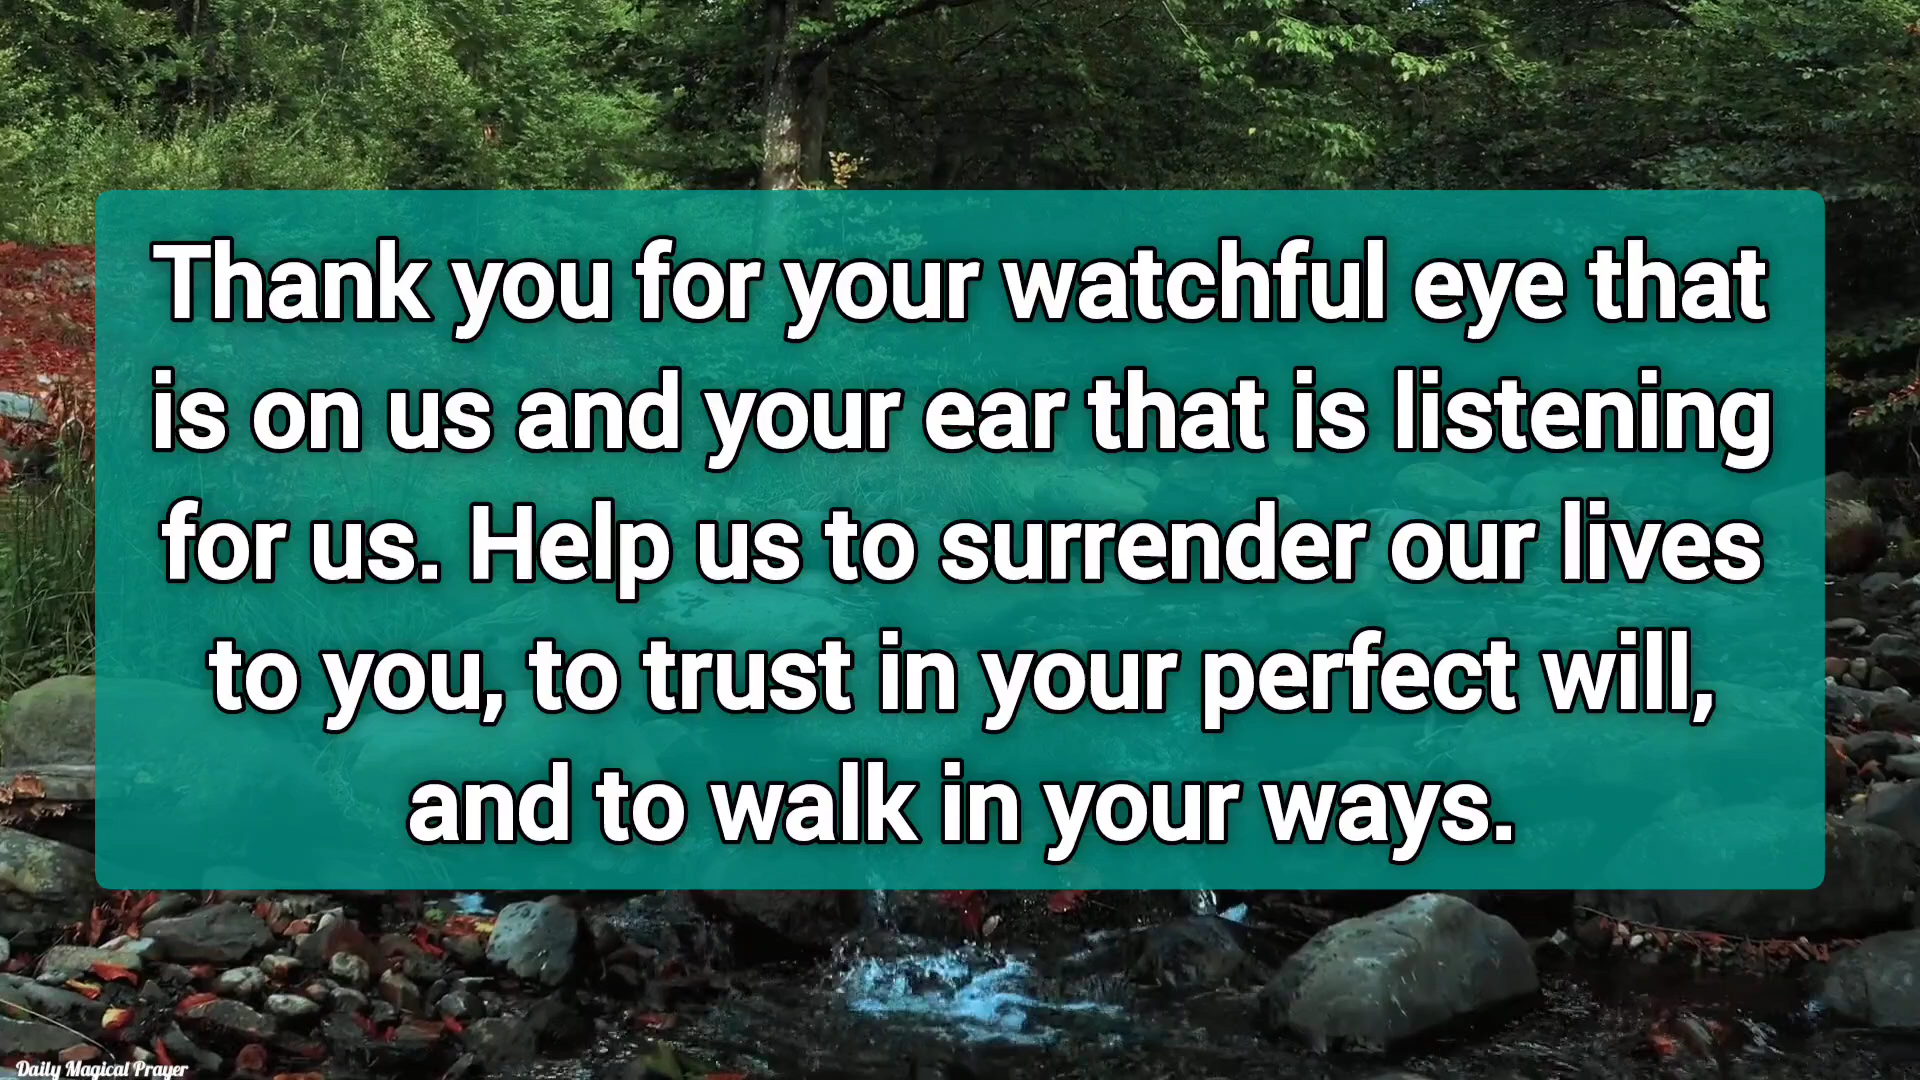 Thank you for your watchful eye that
is on us and your ear that is listening
for us. Help us to surrender our lives
to you, to trust in your perfect will,
and to walk in your ways.
Daily Magical Prayer